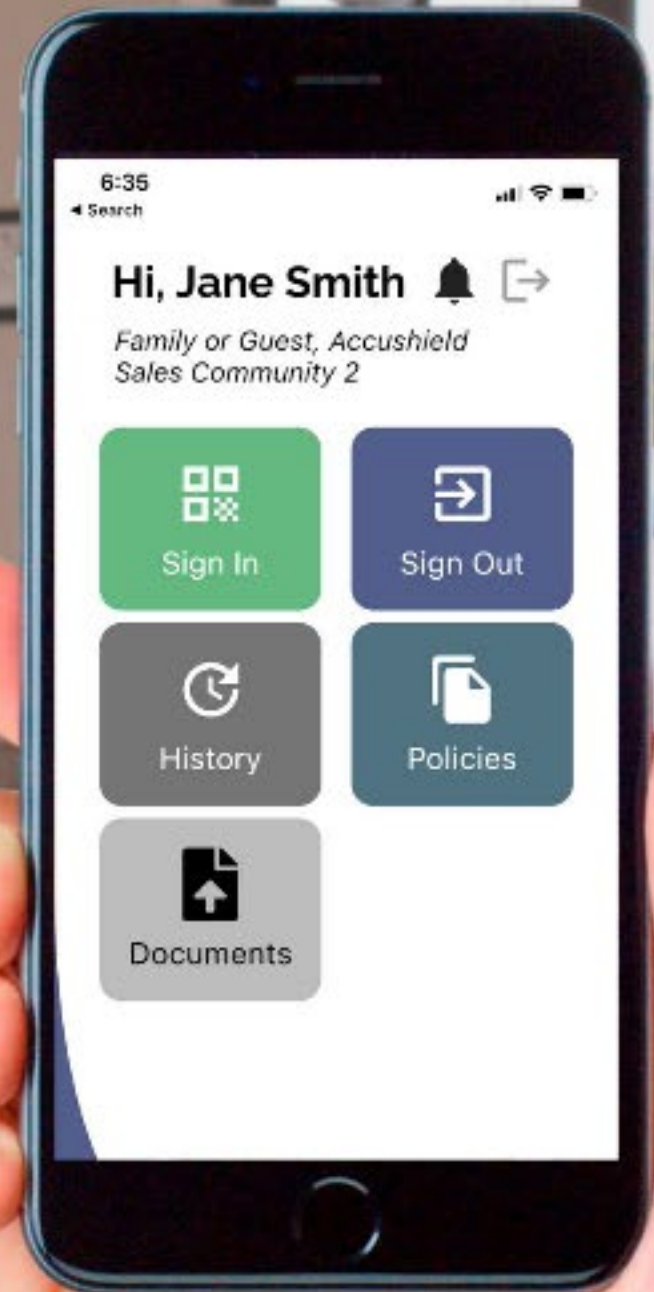 6:35
◄ Search
Hi, Jane Smith
Family or Guest, Accushield
Sales Community 2
Sign In
Sign Out
History
Policies
Documents